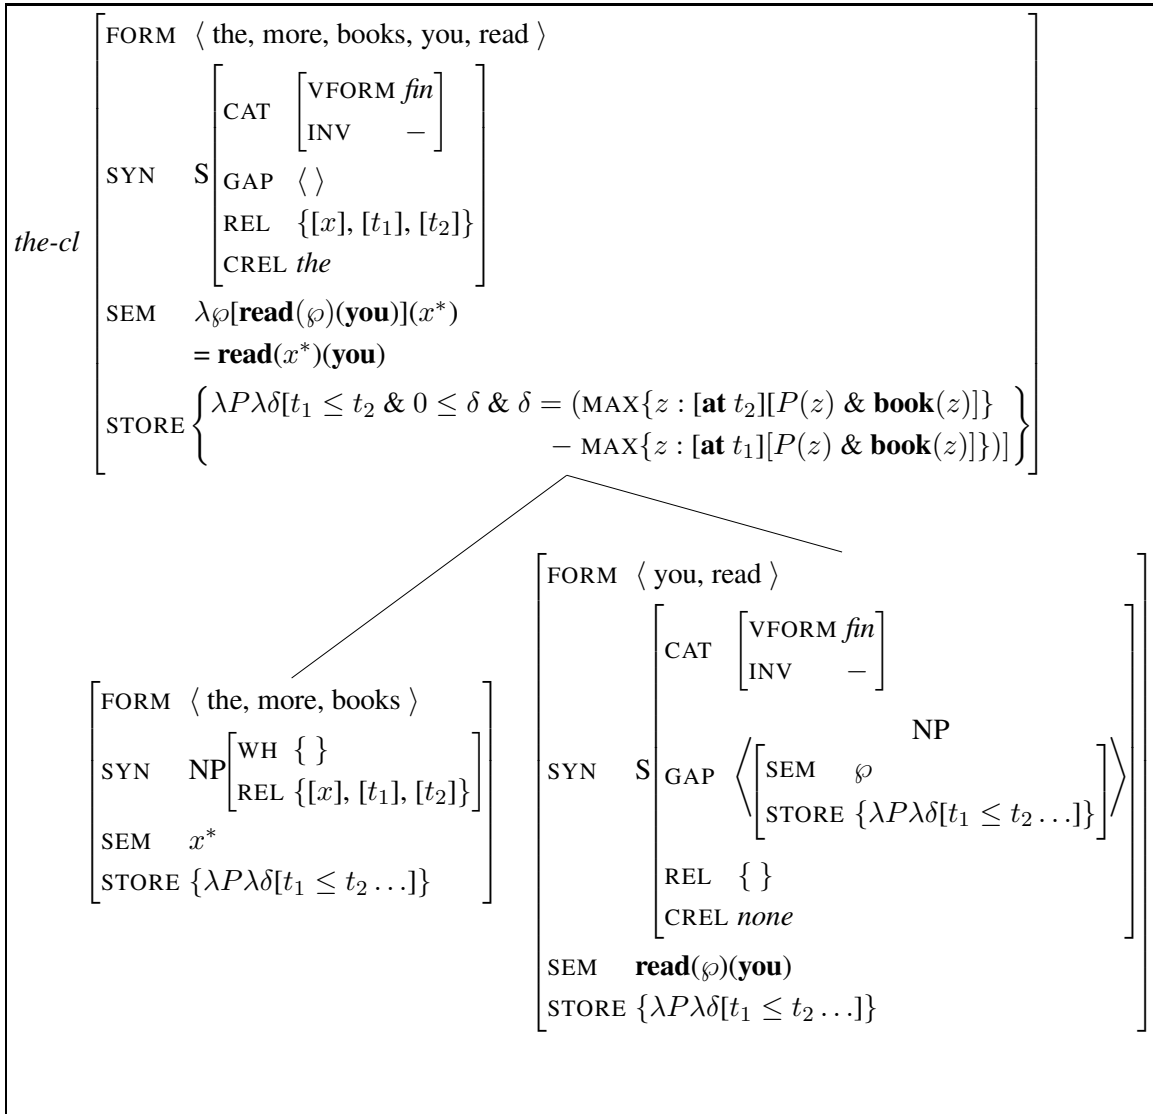 FORM ⟨ the, more, books, you, read ⟩
CAT [VFORM fin
INV −]
SYN S GAP ⟨ ⟩
REL {[x], [t₁], [t₂]}
the-cl
CREL the
SEM λ℘[read(℘)(you)](x*)
= read(x*)(you)
STORE {λPλδ[t₁ ≤ t₂ & 0 ≤ δ & δ = (MAX{z : [at t₂][P(z) & book(z)]}
− MAX{z : [at t₁][P(z) & book(z)]})]}
FORM ⟨ the, more, books ⟩
SYN NP[WH { }
REL {[x], [t₁], [t₂]}]
SEM x*
STORE {λPλδ[t₁ ≤ t₂ …]}
FORM ⟨ you, read ⟩
CAT [VFORM fin
INV −]
NP
SYN S GAP ⟨[SEM ℘
STORE {λPλδ[t₁ ≤ t₂ …]}]⟩
REL { }
CREL none
SEM read(℘)(you)
STORE {λPλδ[t₁ ≤ t₂ …]}